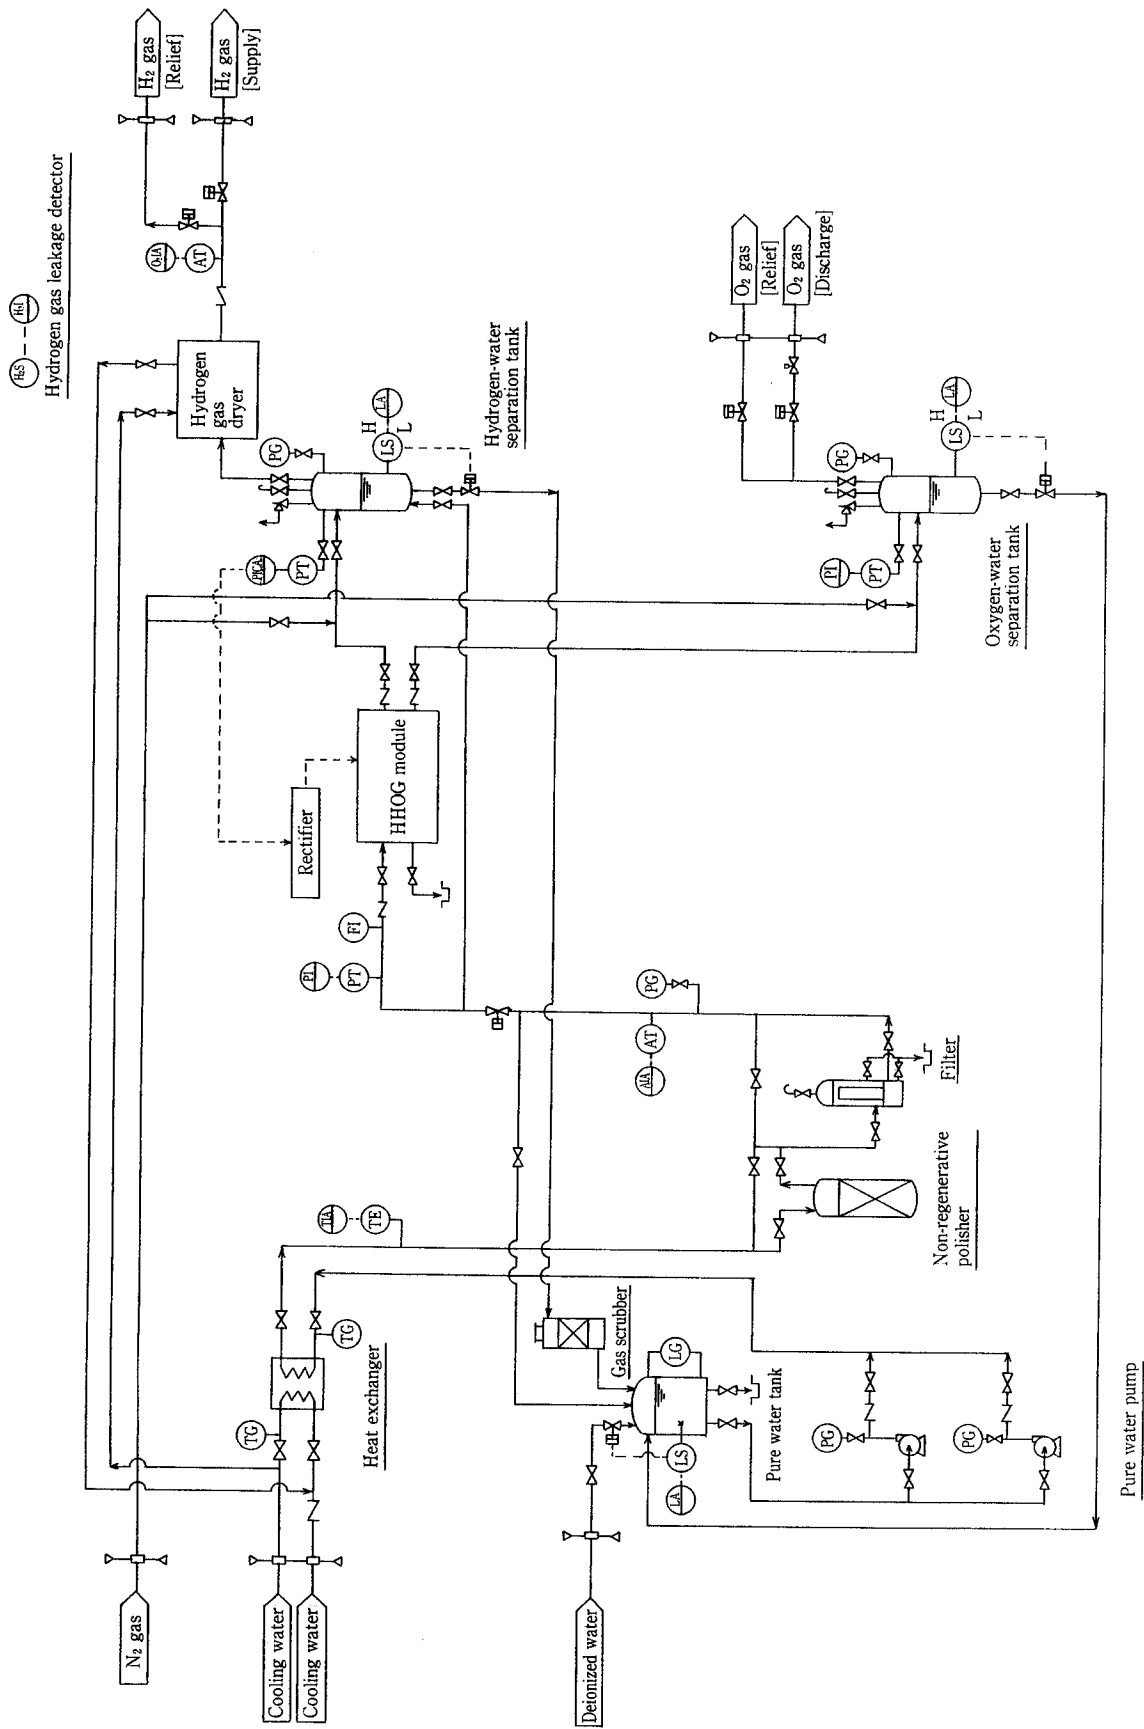 H₂S
H₂I
Hydrogen gas leakage detector
N₂ gas
H₂ gas
[Relief]
O₂IA
AT
Hydrogen
gas
dryer
H₂ gas
[Supply]
Cooling water
Cooling water
TG
TG
Heat exchanger
TIA
TE
PI
PT
FI
Rectifier
HHOG module
PICA
PT
PG
LS
LA
H
L
Hydrogen-water
separation tank
Deionized water
LA
LS
LG
Gas scrubber
Pure water tank
AIA
AT
PG
O₂ gas
[Relief]
O₂ gas
[Discharge]
PI
PT
PG
LS
LA
H
L
PG
PG
Non-regenerative
polisher
Filter
Oxygen-water
separation tank
Pure water pump